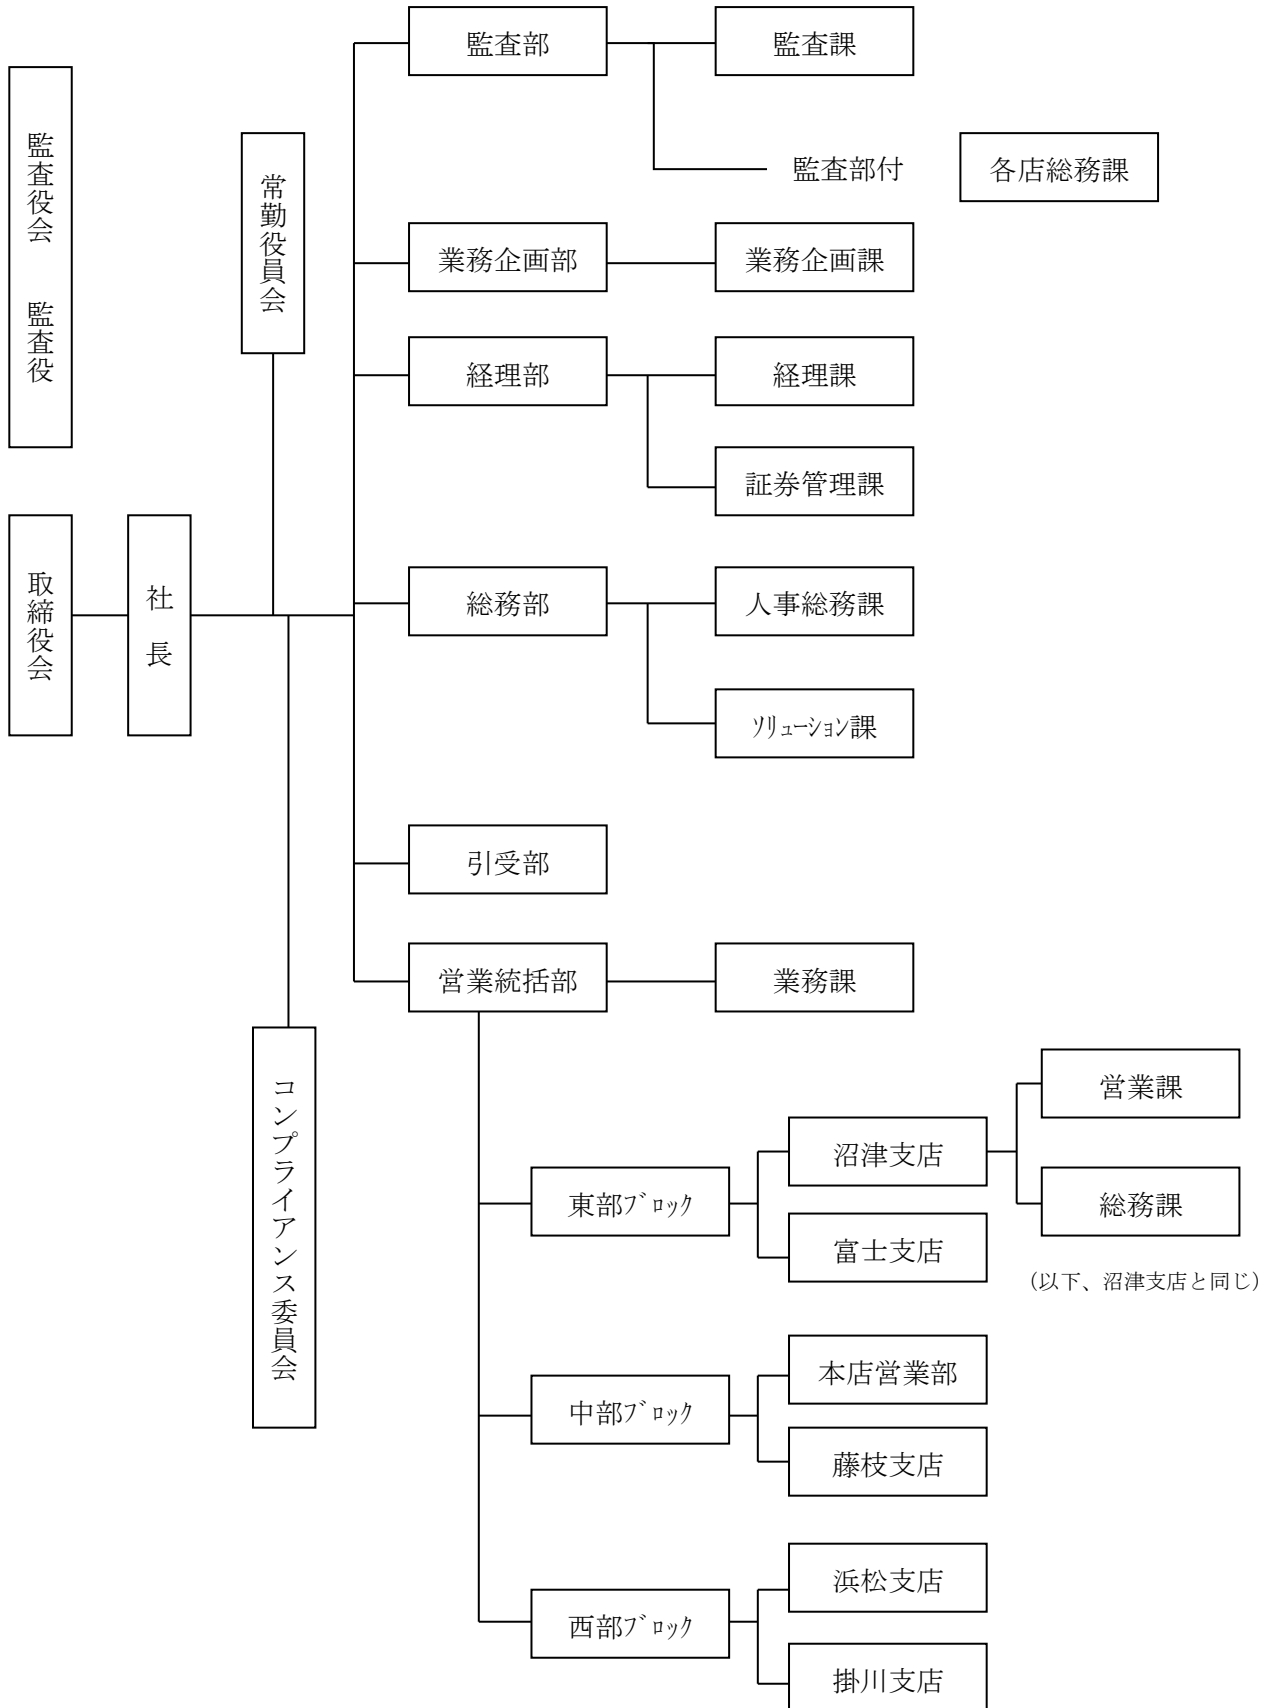 監査部
監査課
監査役会　監査役
常勤役員会
監査部付
各店総務課
業務企画部
業務企画課
経理部
経理課
証券管理課
取締役会
社長
総務部
人事総務課
ｿﾘｭｰｼｮﾝ課
引受部
営業統括部
業務課
コンプライアンス委員会
営業課
沼津支店
総務課
東部ﾌﾞﾛｯｸ
富士支店
（以下、沼津支店と同じ）
本店営業部
中部ﾌﾞﾛｯｸ
藤枝支店
浜松支店
西部ﾌﾞﾛｯｸ
掛川支店